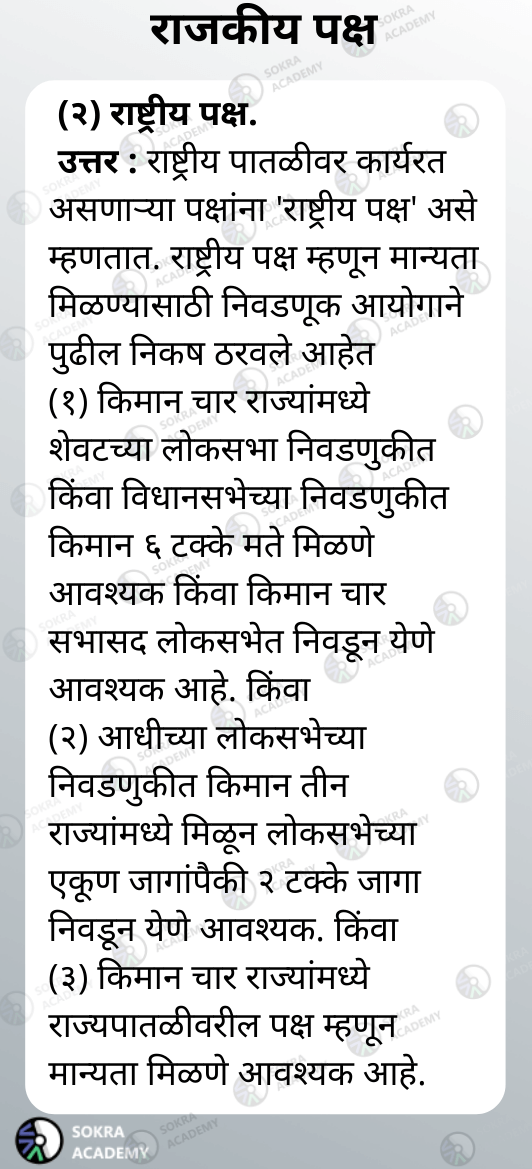 राजकीय पक्ष
(२) राष्ट्रीय पक्ष.
उत्तर : राष्ट्रीय पातळीवर कार्यरत
असणाऱ्या पक्षांना 'राष्ट्रीय पक्ष' असे
म्हणतात. राष्ट्रीय पक्ष म्हणून मान्यता
मिळण्यासाठी निवडणूक आयोगाने
पुढील निकष ठरवले आहेत
(१) किमान चार राज्यांमध्ये
शेवटच्या लोकसभा निवडणुकीत
किंवा विधानसभेच्या निवडणुकीत
किमान ६ टक्के मते मिळणे
आवश्यक किंवा किमान चार
सभासद लोकसभेत निवडून येणे
आवश्यक आहे. किंवा
(२) आधीच्या लोकसभेच्या
निवडणुकीत किमान तीन
राज्यांमध्ये मिळून लोकसभेच्या
एकूण जागांपैकी २ टक्के जागा
निवडून येणे आवश्यक. किंवा
(३) किमान चार राज्यांमध्ये
राज्यपातळीवरील पक्ष म्हणून
मान्यता मिळणे आवश्यक आहे.
SOKRA
ACADEMY